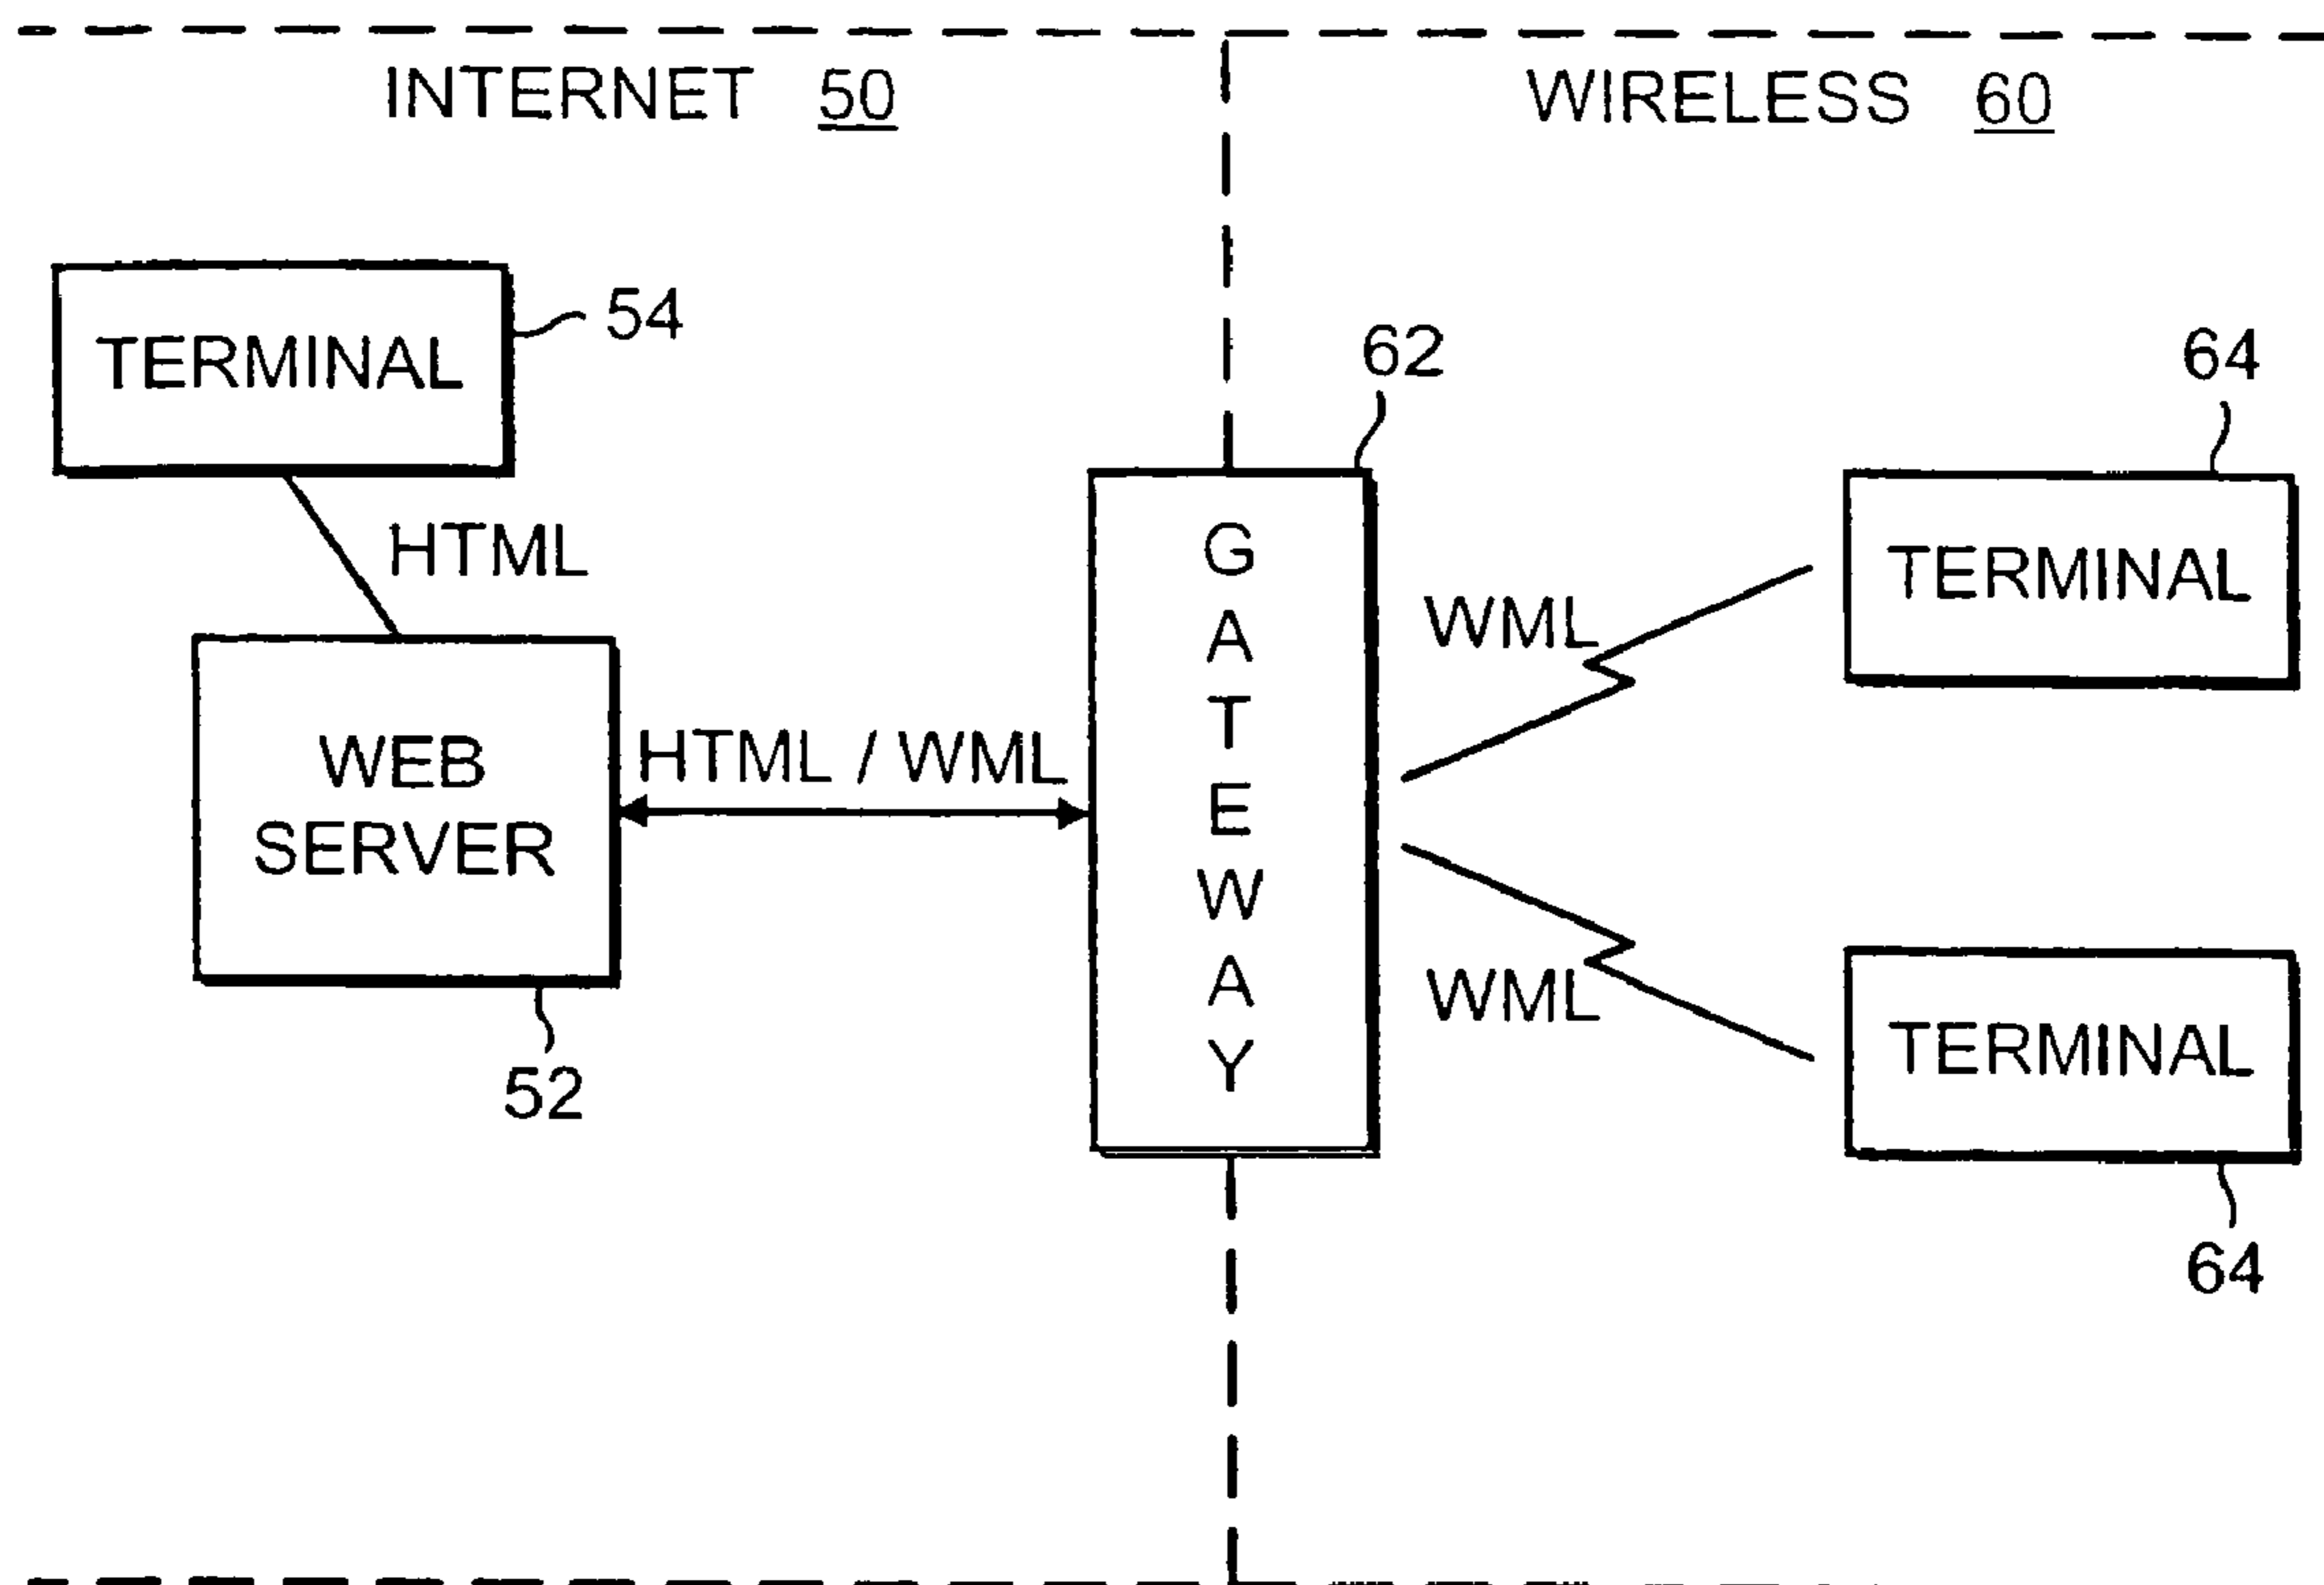 INTERNET 50
WIRELESS 60
TERMINAL
54
HTML
WEB
SERVER
52
HTML / WML
62
GATEWAY
WML
WML
64
TERMINAL
TERMINAL
64